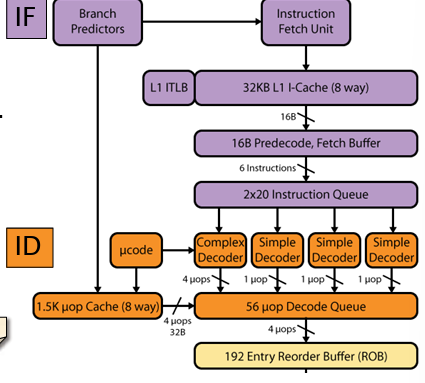 IF
Branch
Predictors
Instruction
Fetch Unit
L1 ITLB
32KB L1 I-Cache (8 way)
16B
16B Predecode, Fetch Buffer
6 Instructions
2x20 Instruction Queue
ID
µcode
Complex
Decoder
Simple
Decoder
Simple
Decoder
Simple
Decoder
4 µops
1 µop
1 µop
1 µop
1.5K µop Cache (8 way)
4 µops
32B
56 µop Decode Queue
4 µops
192 Entry Reorder Buffer (ROB)